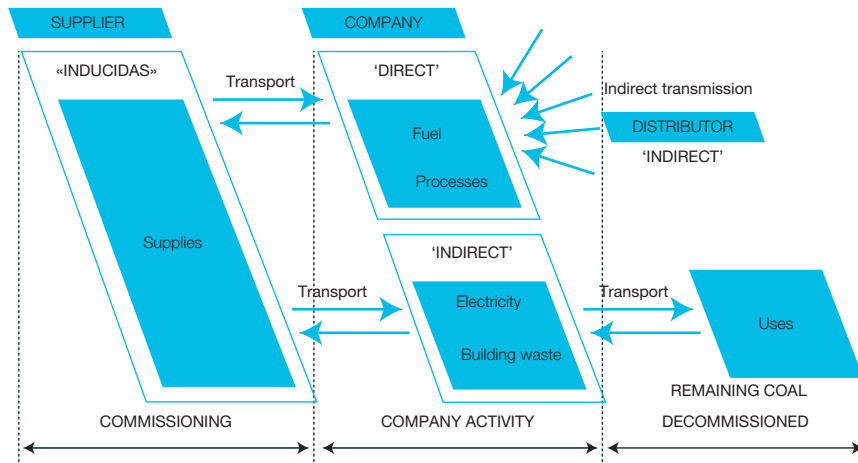 SUPPLIER
COMPANY
«INDUCIDAS»
Transport
'DIRECT'
Indirect transmission
Fuel
DISTRIBUTOR
'INDIRECT'
Processes
Supplies
'INDIRECT'
Transport
Electricity
Transport
Uses
Building waste
REMAINING COAL
COMMISSIONING
COMPANY ACTIVITY
DECOMMISSIONED